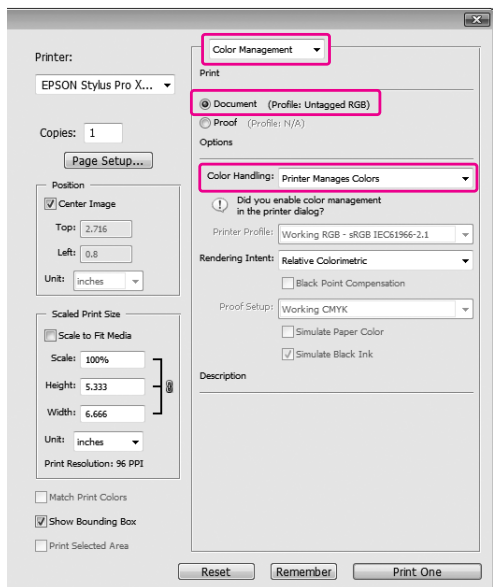 Printer:
EPSON Stylus Pro X...
Copies: 1
Page Setup...
Position
Center Image
Top: 2.716
Left: 0.8
Unit: inches
Scaled Print Size
Scale to Fit Media
Scale: 100%
Height: 5.333
Width: 6.666
Unit: inches
Print Resolution: 96 PPI
Match Print Colors
Show Bounding Box
Print Selected Area
Color Management
Print
Document (Profile: Untagged RGB)
Proof (Profile: N/A)
Options
Color Handling: Printer Manages Colors
Did you enable color management
in the printer dialog?
Printer Profile: Working RGB - sRGB IEC61966-2.1
Rendering Intent: Relative Colorimetric
Black Point Compensation
Proof Setup: Working CMYK
Simulate Paper Color
Simulate Black Ink
Description
Reset Remember Print One